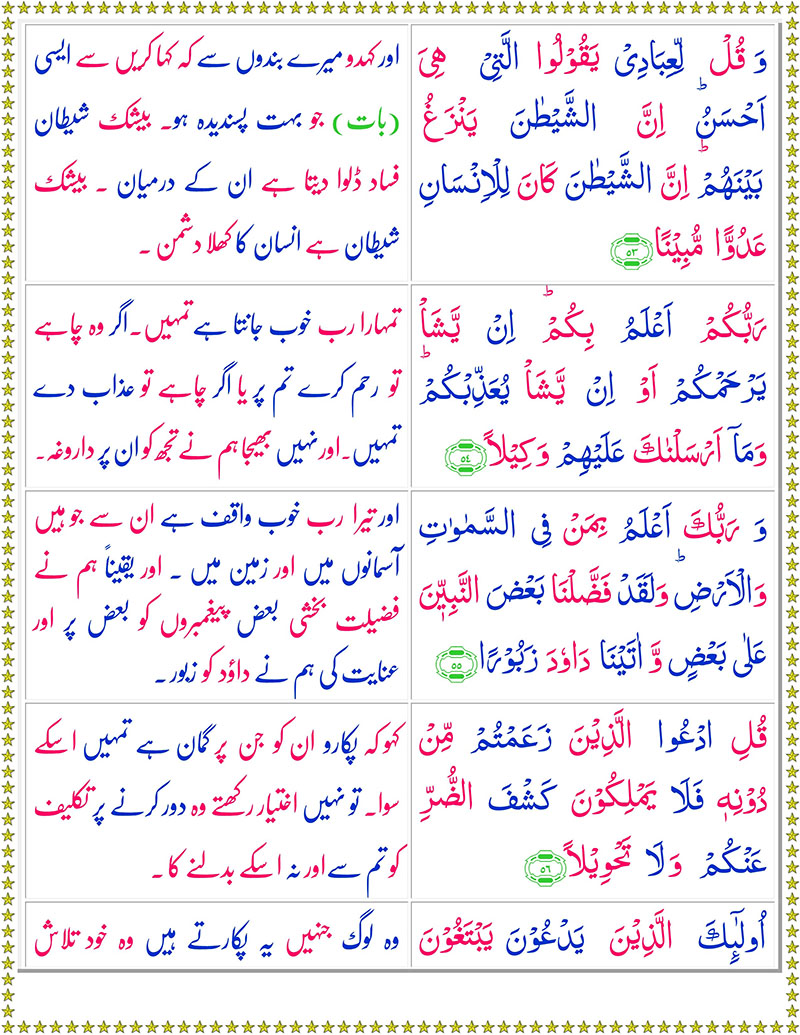 وَ قُلْ لِّعِبَادِیْ یَقُوْلُوا الَّتِیْ هِیَ
اَحْسَنُ ؕ اِنَّ الشَّیْطٰنَ یَنْزَغُ
بَیْنَهُمْ ؕ اِنَّ الشَّیْطٰنَ كَانَ لِلْاِنْسَانِ
عَدُوًّا مُّبِیْنًا ﴿٥٣﴾
اور کہدو میرے بندوں سے کہ کہا کریں سے ایسی
(بات) جو بہت پسندیدہ ہو۔ بیشک شیطان
فساد ڈلوا دیتا ہے ان کے درمیان ۔ بیشک
شیطان ہے انسان کا کھلا دشمن ۔
رَبُّكُمْ اَعْلَمُ بِكُمْ ؕ اِنْ یَّشَاْ
یَرْحَمْكُمْ اَوْ اِنْ یَّشَاْ یُعَذِّبْكُمْ ؕ
وَمَاۤ اَرْسَلْنٰكَ عَلَیْهِمْ وَكِیْلًا ﴿٥٤﴾
تمہارا رب خوب جانتا ہے تمہیں۔ اگر وہ چاہے
تو رحم کرے تم پر یا اگر چاہے تو عذاب دے
تمہیں۔ اور نہیں بھیجا ہم نے تجھ کو ان پر داروغہ۔
وَ رَبُّكَ اَعْلَمُ بِمَنْ فِی السَّمٰوٰتِ
وَالْاَرْضِ ؕ وَلَقَدْ فَضَّلْنَا بَعْضَ النَّبِیّٖنَ
عَلٰی بَعْضٍ وَّ اٰتَیْنَا دَاوٗدَ زَبُوْرًا ﴿٥٥﴾
اور تیرا رب خوب واقف ہے ان سے جو ہیں
آسمانوں میں اور زمین میں ۔ اور یقیناً ہم نے
فضیلت بخشی بعض پیغمبروں کو بعض پر اور
عنایت کی ہم نے داؤد کو زبور ۔
قُلِ ادْعُوا الَّذِیْنَ زَعَمْتُمْ مِّنْ
دُوْنِهٖ فَلَا یَمْلِكُوْنَ كَشْفَ الضُّرِّ
عَنْكُمْ وَلَا تَحْوِیْلًا ﴿٥٦﴾
کہو کہ پکارو ان کو جن پر گمان ہے تمہیں اسکے
سوا۔ تو نہیں اختیار رکھتے وہ دور کرنے پر تکلیف
کو تم سے اور نہ اسکے بدلنے کا ۔
اُولٰٓىِٕكَ الَّذِیْنَ یَدْعُوْنَ یَبْتَغُوْنَ
وہ لوگ جنہیں یہ پکارتے ہیں وہ خود تلاش